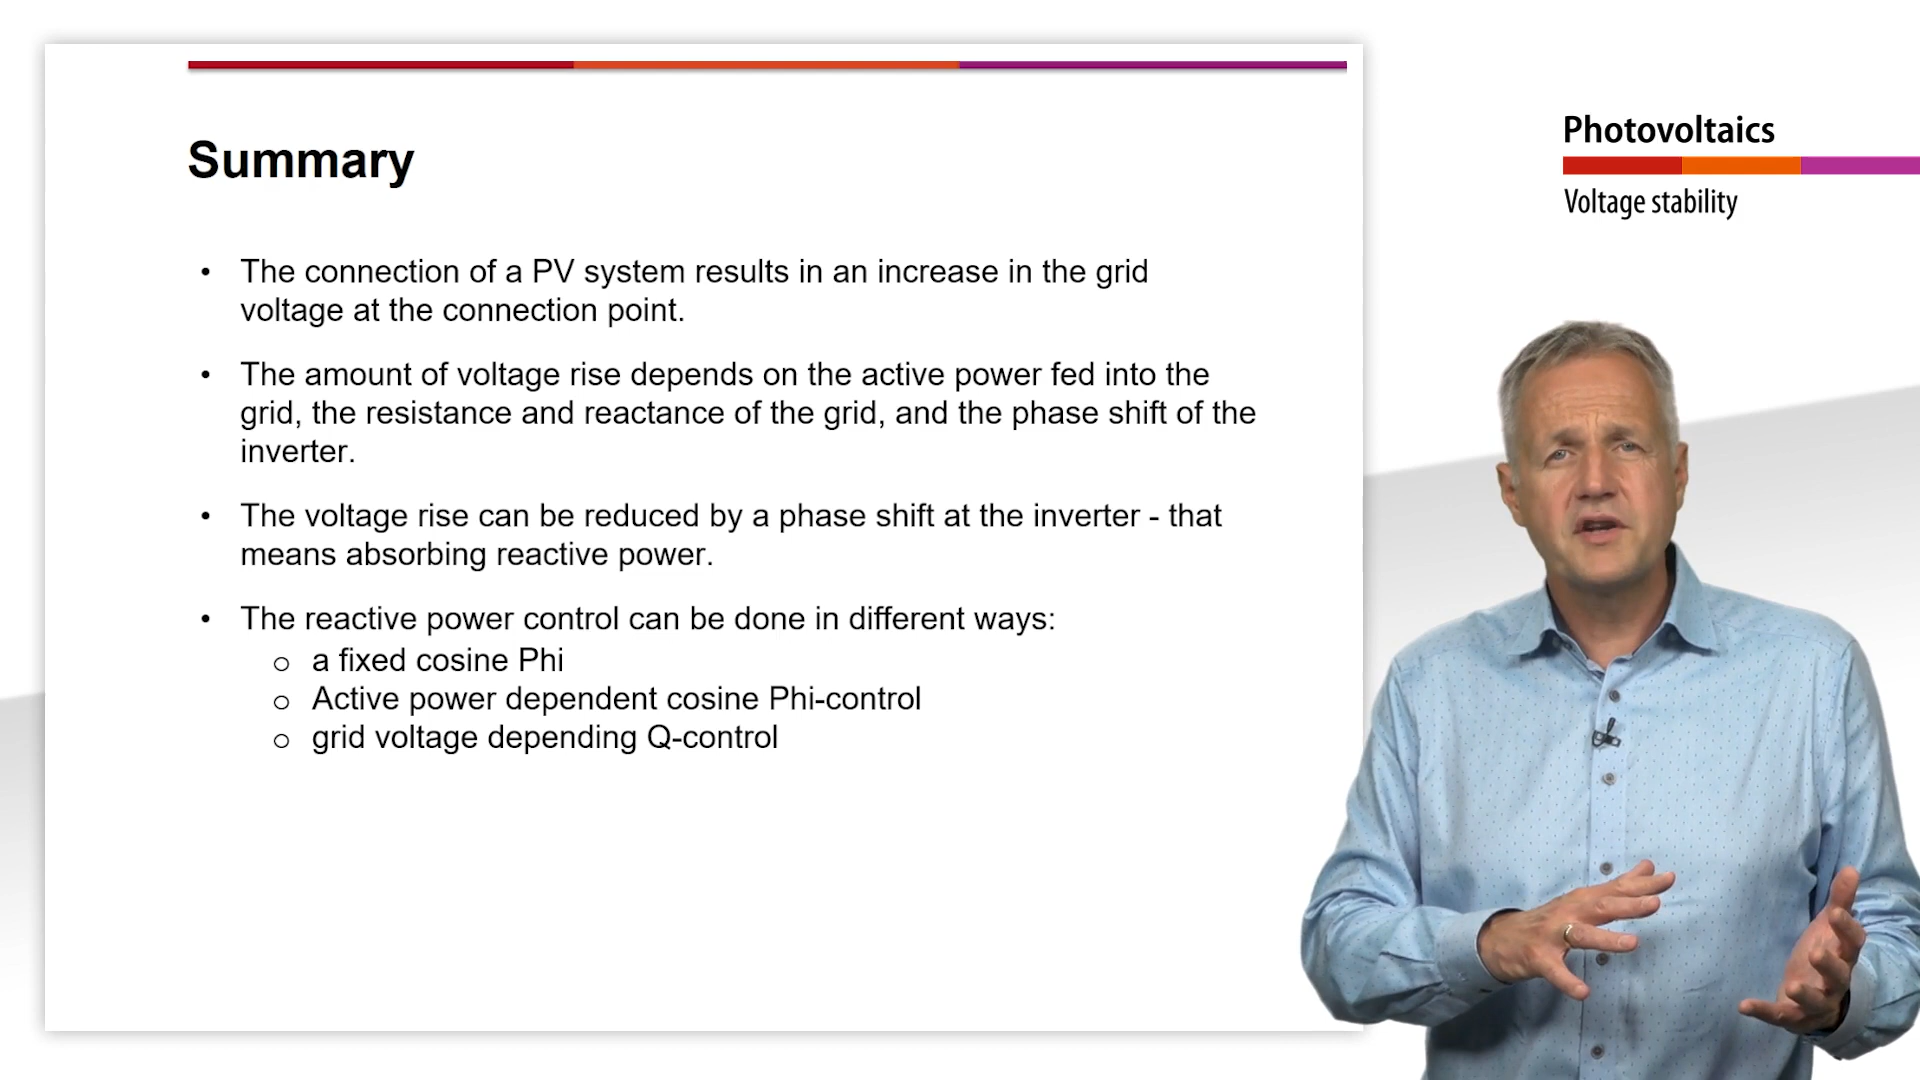 Summary
• The connection of a PV system results in an increase in the grid
voltage at the connection point.
• The amount of voltage rise depends on the active power fed into the
grid, the resistance and reactance of the grid, and the phase shift of the
inverter.
• The voltage rise can be reduced by a phase shift at the inverter - that
means absorbing reactive power.
• The reactive power control can be done in different ways:
o a fixed cosine Phi
o Active power dependent cosine Phi-control
o grid voltage depending Q-control
Photovoltaics
Voltage stability